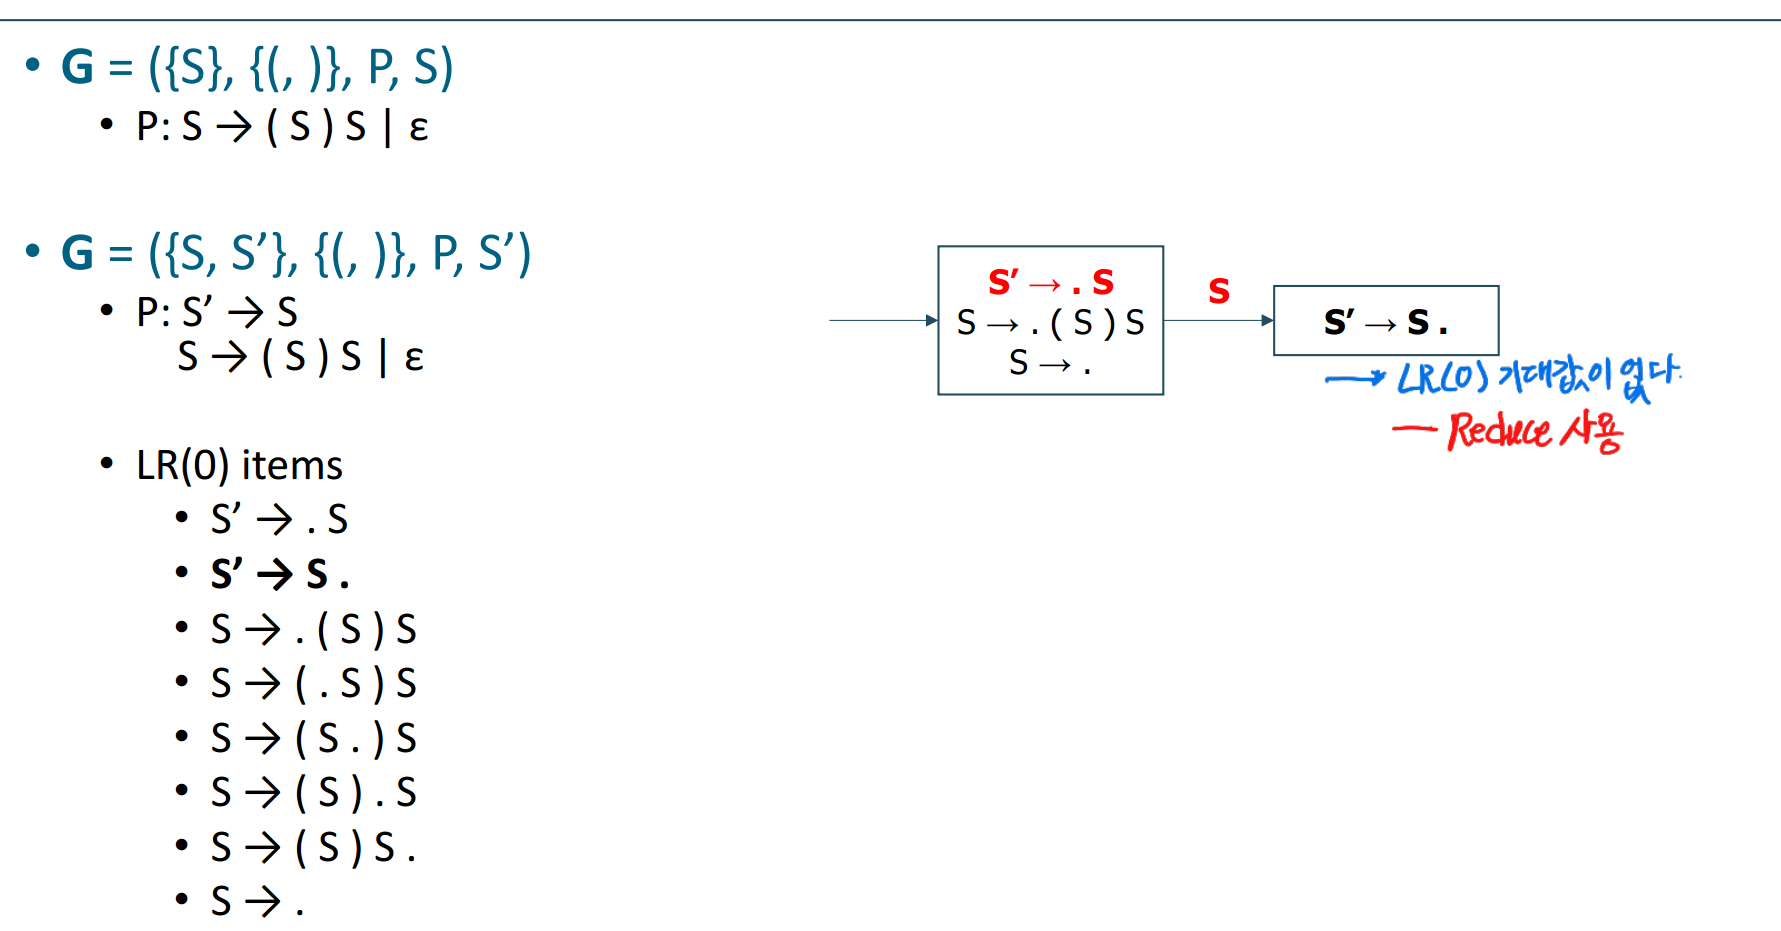 • G = ({S}, {(, )}, P, S)
• P: S → ( S ) S | ε
• G = ({S, S’}, {(, )}, P, S’)
• P: S’ → S
S → ( S ) S | ε
• LR(0) items
• S’ → . S
• S’ → S .
• S → . ( S ) S
• S → ( . S ) S
• S → ( S . ) S
• S → ( S ) . S
• S → ( S ) S .
• S → .
S’ → . S
S → . ( S ) S
S → .
S
S’ → S .
→ LR(0) 기대값이 없다.
— Reduce 사용